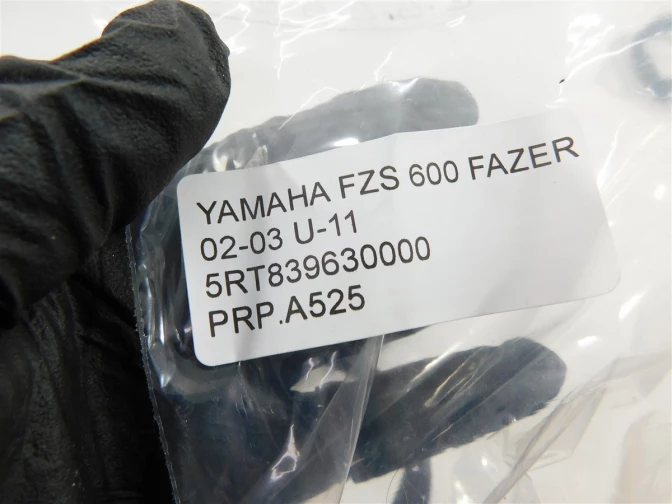 YAMAHA FZS 600 FAZER
02-03 U-11
5RT839630000
PRP.A525